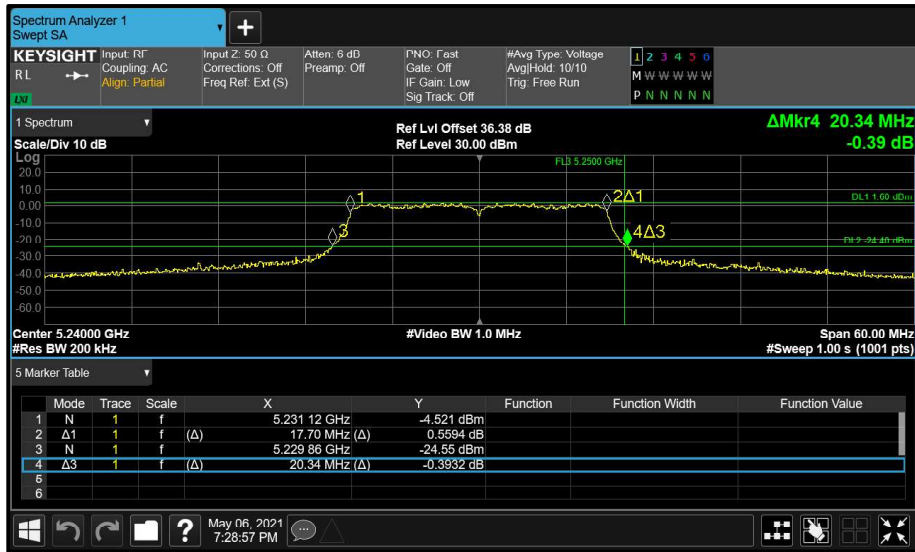 Spectrum Analyzer 1
Swept SA
+
KEYSIGHT Input: RF Input Z: 50 Ω Atten: 6 dB PNO: Fast #Avg Type: Voltage 1 2 3 4 5 6
RL Coupling: AC Corrections: Off Preamp: Off Gate: Off Avg|Hold: 10/10 M W W W W W
Align: Partial Freq Ref: Ext (S) IF Gain: Low Trig: Free Run
LXI Sig Track: Off P N N N N N
1 Spectrum Ref Lvl Offset 36.38 dB ΔMkr4 20.34 MHz
Scale/Div 10 dB Ref Level 30.00 dBm -0.39 dB
Log
FL3 5.2500 GHz
20.0
10.0
1 2Δ1
0.00 DL1 1.60 dBm
-10.0
3 4Δ3
-20.0 DL2 -24.40 dBm
-30.0
-40.0
-50.0
-60.0
Center 5.24000 GHz #Video BW 1.0 MHz Span 60.00 MHz
#Res BW 200 kHz #Sweep 1.00 s (1001 pts)
5 Marker Table
Mode Trace Scale X Y Function Function Width Function Value
1 N 1 f 5.231 12 GHz -4.521 dBm
2 Δ1 1 f (Δ) 17.70 MHz (Δ) 0.5594 dB
3 N 1 f 5.229 86 GHz -24.55 dBm
4 Δ3 1 f (Δ) 20.34 MHz (Δ) -0.3932 dB
5
6
? May 06, 2021
7:28:57 PM